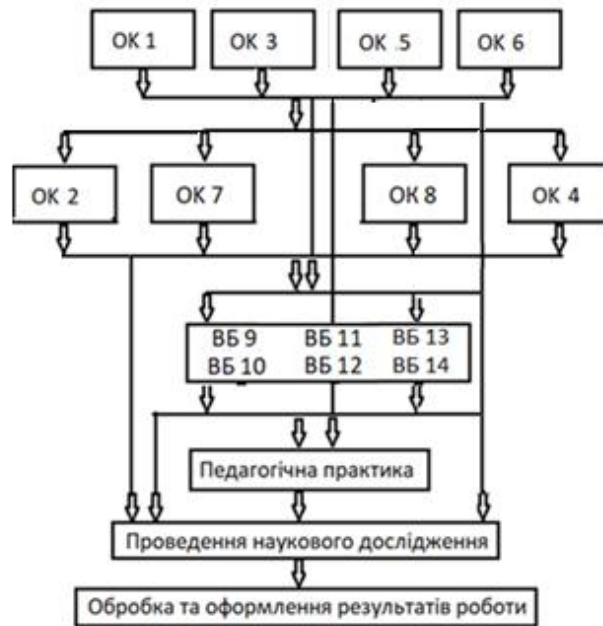 ОК 1 ОК 3 ОК 5 ОК 6
ОК 2 ОК 7 ОК 8 ОК 4
ВБ 9 ВБ 11 ВБ 13
ВБ 10 ВБ 12 ВБ 14
Педагогічна практика
Проведення наукового дослідження
Обробка та оформлення результатів роботи